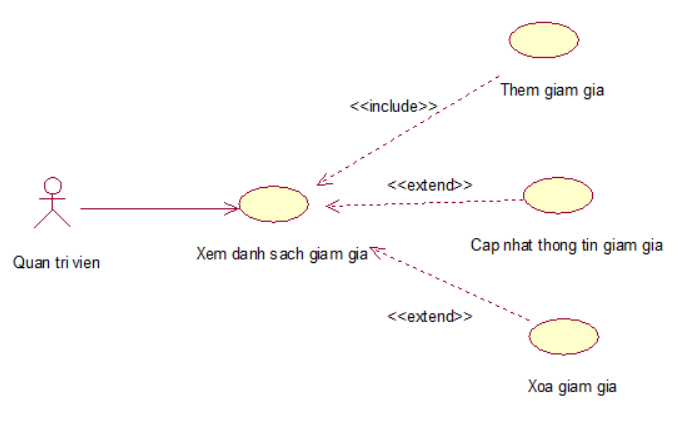 Them giam gia
<<include>>
<<extend>>
Cap nhat thong tin giam gia
Xem danh sach giam gia
Quan tri vien
<<extend>>
Xoa giam gia